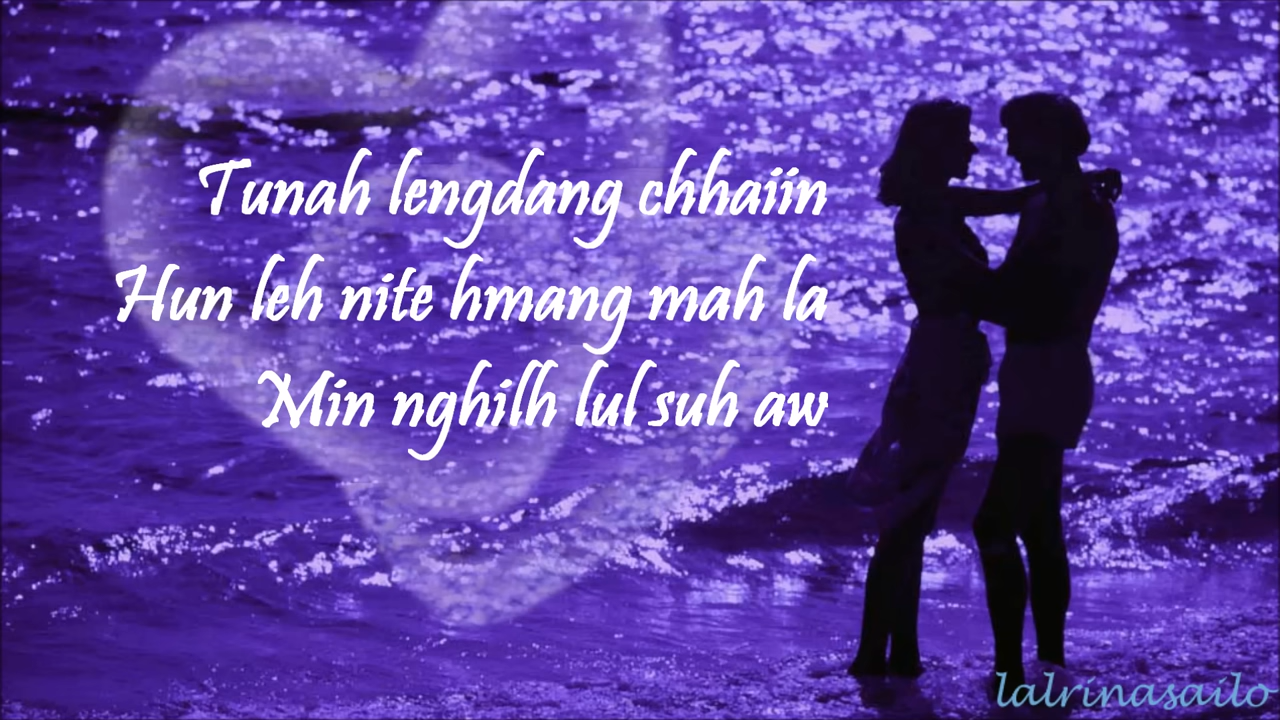 Tunah lengdang chhaiin
Hun leh nite hmang mah la
Min nghilh lul suh aw
lalrinasailo